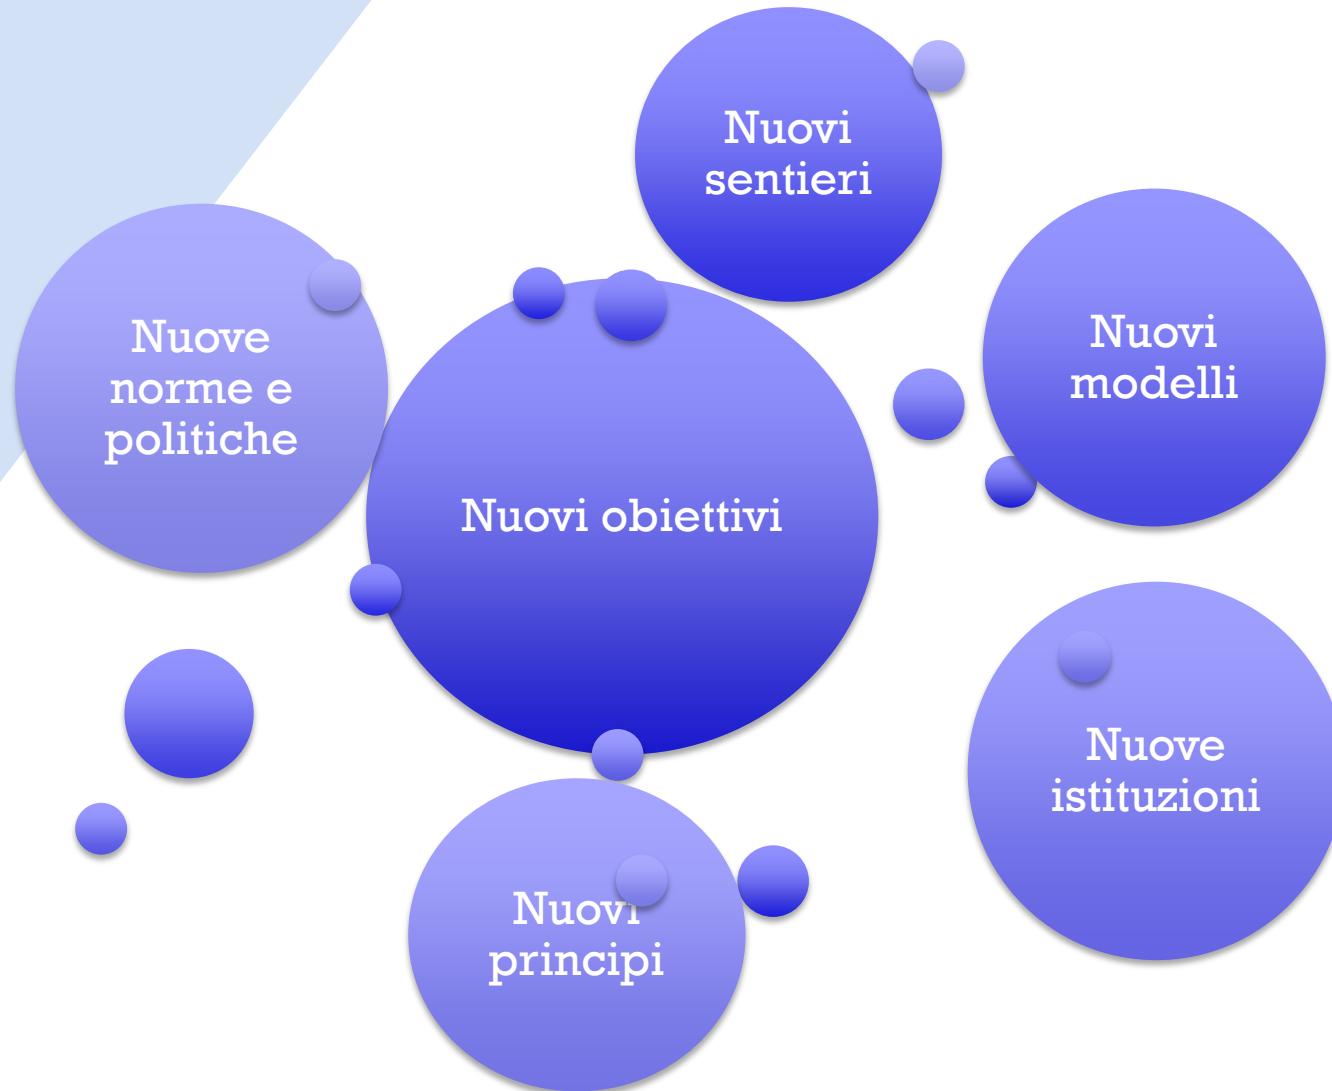 Nuovi
sentieri
Nuove
norme e
politiche
Nuovi
modelli
Nuovi obiettivi
Nuove
istituzioni
Nuovi
principi